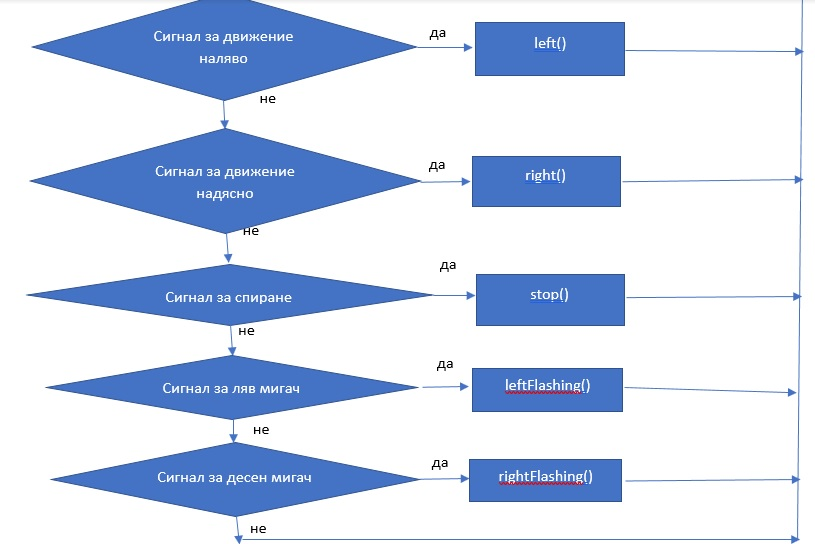 Сигнал за движение
наляво
да
left()
не
Сигнал за движение
надясно
да
right()
не
Сигнал за спиране
да
stop()
не
Сигнал за ляв мигач
да
leftFlashing()
не
Сигнал за десен мигач
да
rightFlashing()
не